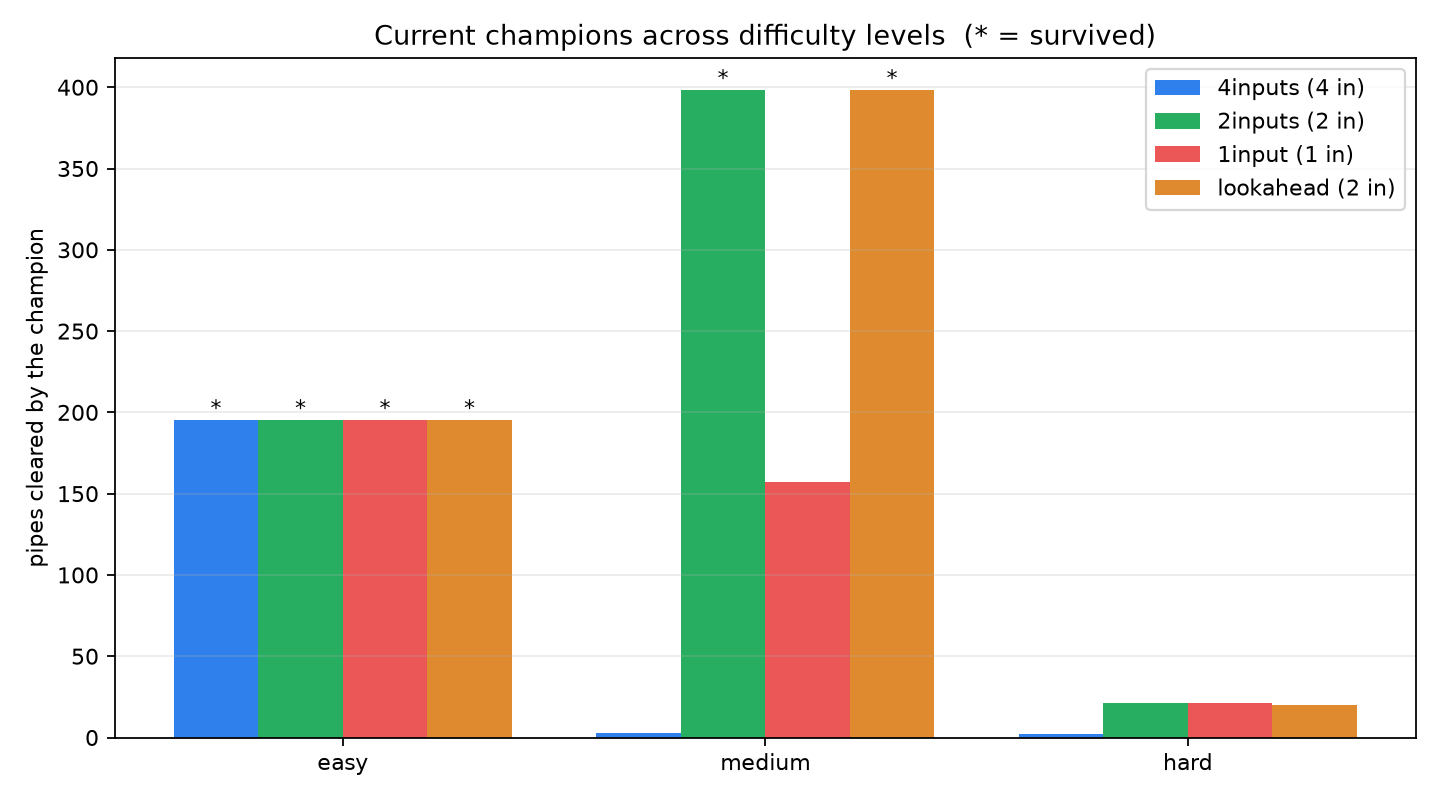 Current champions across difficulty levels  (* = survived)
pipes cleared by the champion
400
350
300
250
200
150
100
50
0
* *
* * * *
4inputs (4 in)
2inputs (2 in)
1input (1 in)
lookahead (2 in)
easy medium hard